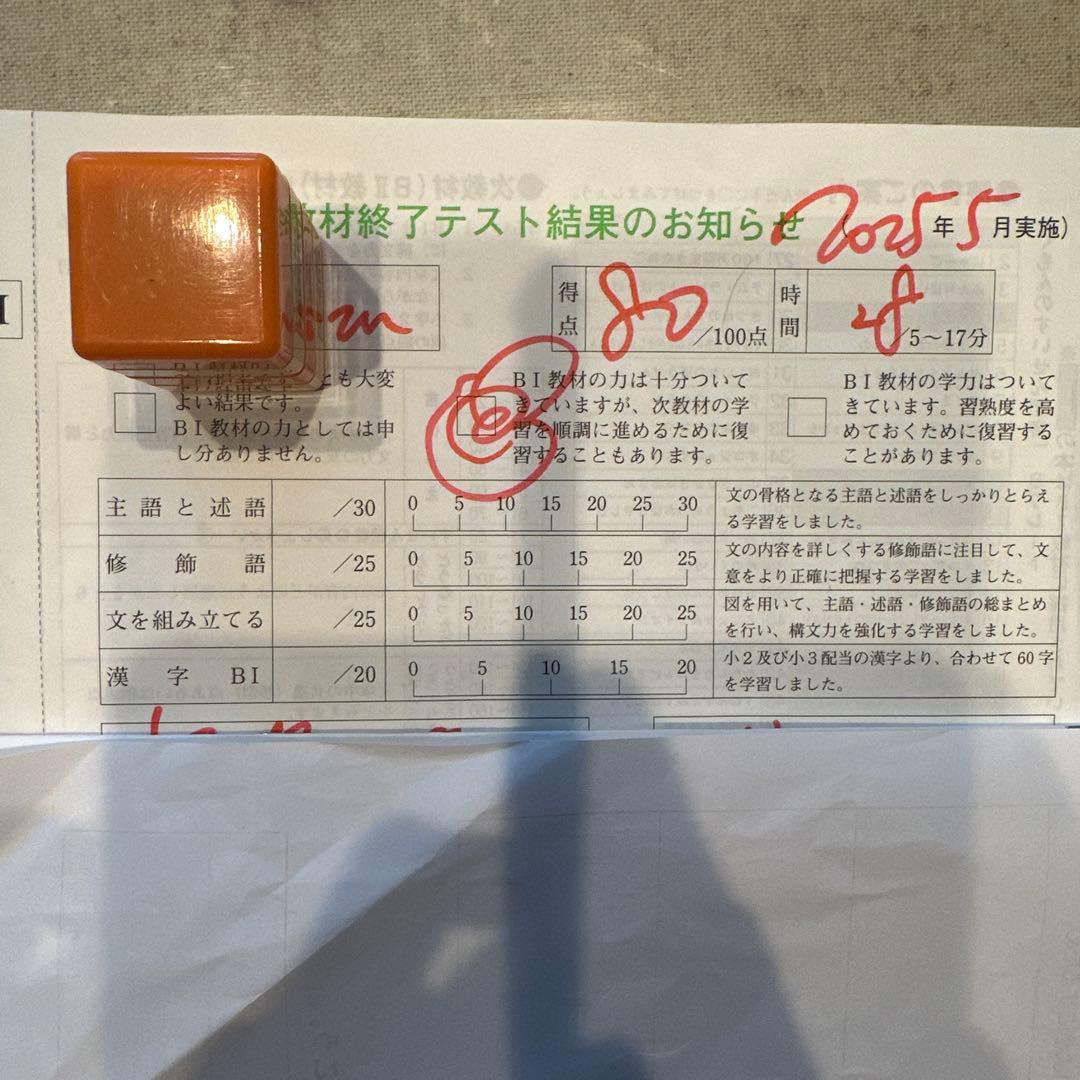 教材終了テスト結果のお知らせ （2025年5月実施）
得点 80/100点 時間 /5～17分
とも大変
よい結果です。
BⅠ教材の力としては申
し分ありません。
BⅠ教材の力は十分ついて
きていますが、次教材の学
習を順調に進めるために復
習することもあります。
BⅠ教材の学力はついて
きています。習熟度を高
めておくために復習する
ことがあります。
主語と述語 /30 0 5 10 15 20 25 30 文の骨格となる主語と述語をしっかりとらえ
る学習をしました。
修飾語 /25 0 5 10 15 20 25 文の内容を詳しくする修飾語に注目して、文
意をより正確に把握する学習をしました。
文を組み立てる /25 0 5 10 15 20 25 図を用いて、主語・述語・修飾語の総まとめ
を行い、構文力を強化する学習をしました。
漢字 BⅠ /20 0 5 10 15 20 小2及び小3配当の漢字より、合わせて60字
を学習しました。